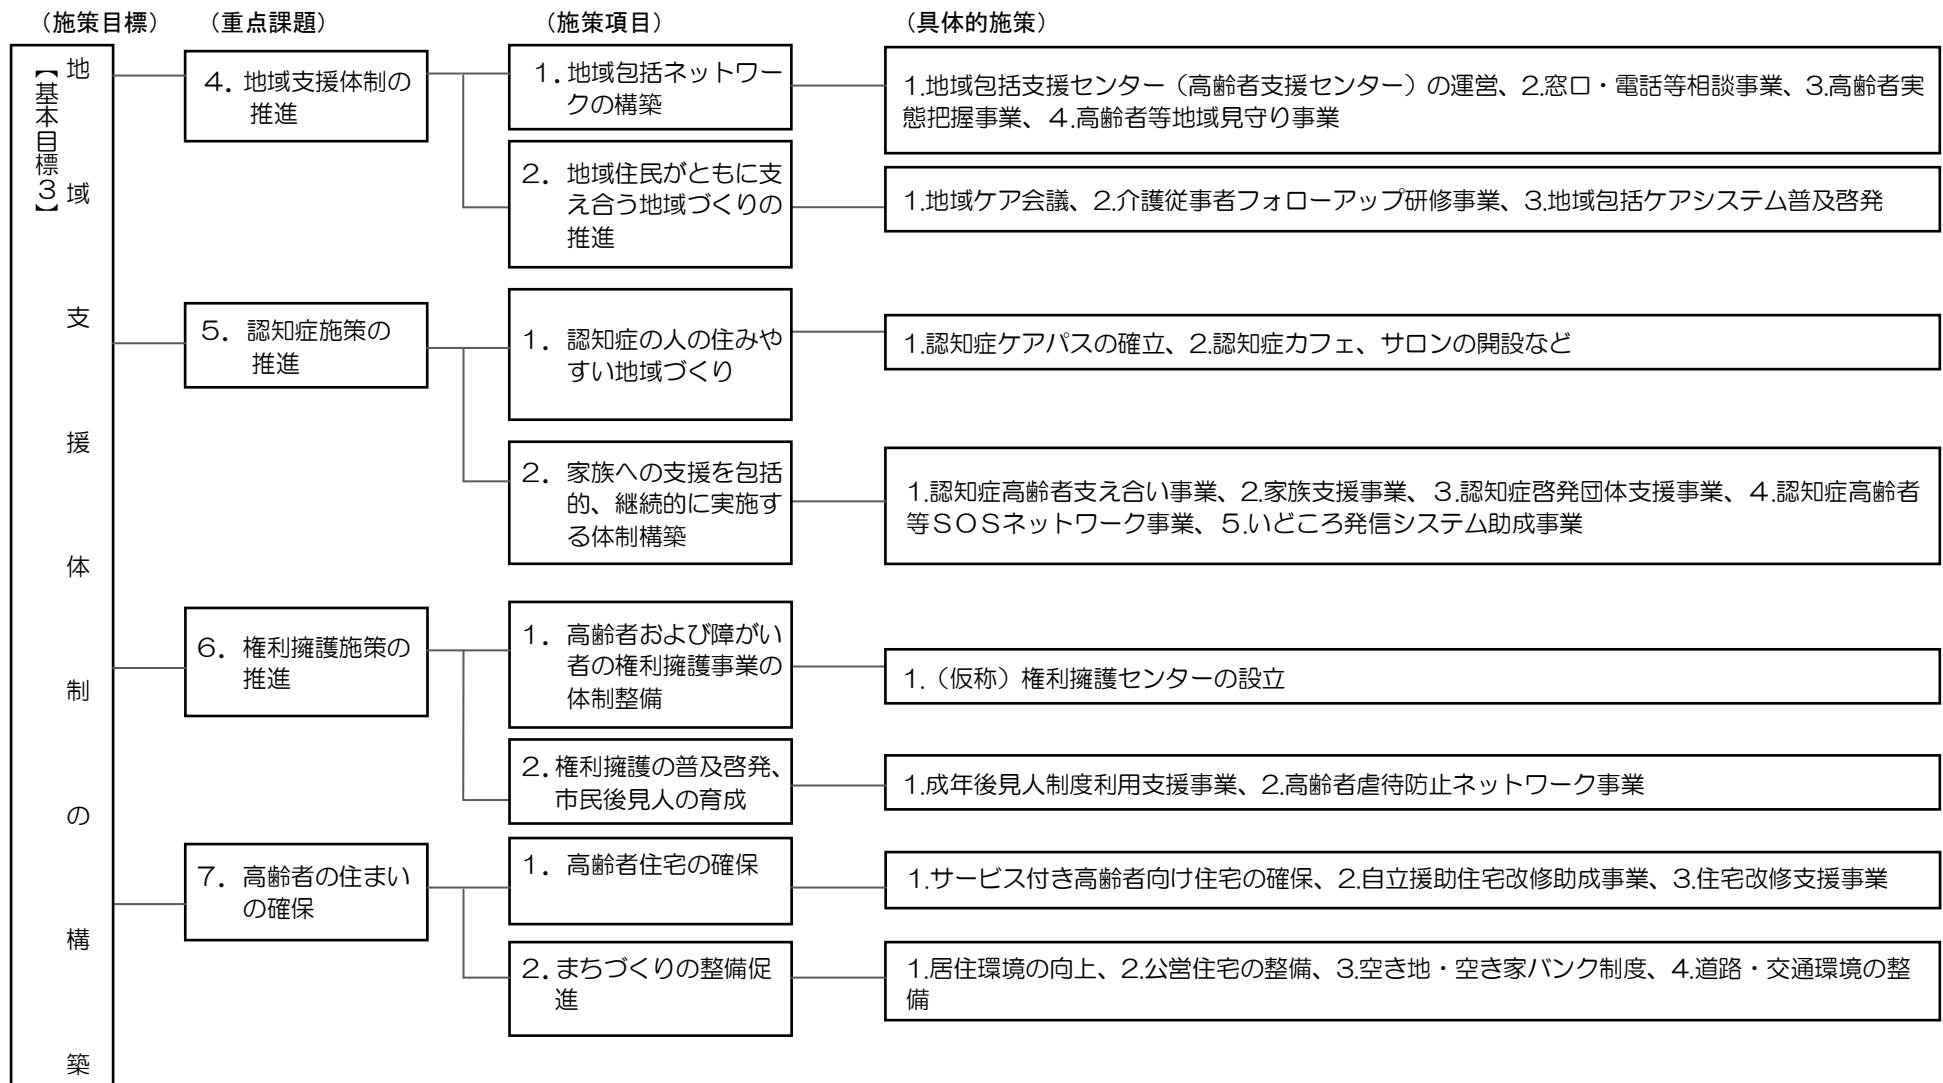 （施策目標）
（重点課題）
（施策項目）
（具体的施策）
【基本目標３】
地域支援体制の構築
４．地域支援体制の
推進
１．地域包括ネットワー
クの構築
１.地域包括支援センター（高齢者支援センター）の運営、２.窓口・電話等相談事業、３.高齢者実
態把握事業、４.高齢者等地域見守り事業
２．地域住民がともに支
え合う地域づくりの
推進
１.地域ケア会議、２.介護従事者フォローアップ研修事業、３.地域包括ケアシステム普及啓発
５．認知症施策の
推進
１．認知症の人の住みや
すい地域づくり
１.認知症ケアパスの確立、２.認知症カフェ、サロンの開設など
２．家族への支援を包括
的、継続的に実施す
る体制構築
１.認知症高齢者支え合い事業、２.家族支援事業、３.認知症啓発団体支援事業、４.認知症高齢者
等ＳＯＳネットワーク事業、５.いどころ発信システム助成事業
６．権利擁護施策の
推進
１．高齢者および障がい
者の権利擁護事業の
体制整備
１.（仮称）権利擁護センターの設立
２．権利擁護の普及啓発、
市民後見人の育成
１.成年後見人制度利用支援事業、２.高齢者虐待防止ネットワーク事業
７．高齢者の住まい
の確保
１．高齢者住宅の確保
１.サービス付き高齢者向け住宅の確保、２.自立援助住宅改修助成事業、３.住宅改修支援事業
２．まちづくりの整備促
進
１.居住環境の向上、２.公営住宅の整備、３.空き地・空き家バンク制度、４.道路・交通環境の整
備